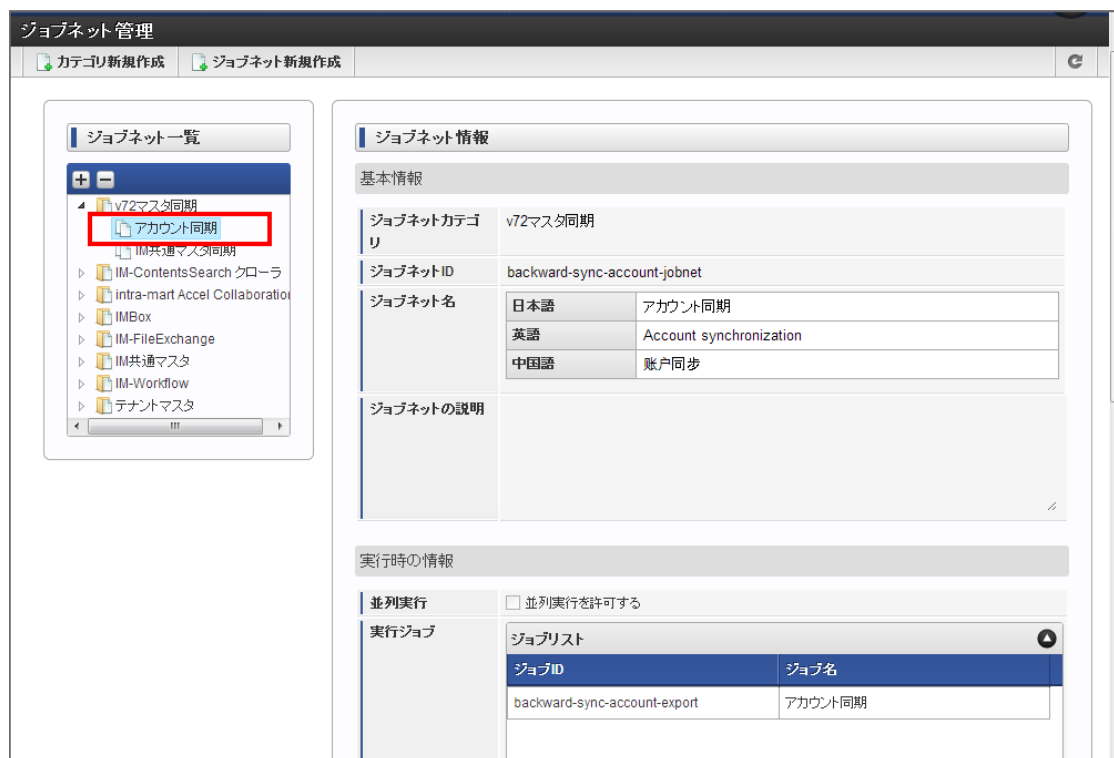 ジョブネット管理
カテゴリ新規作成
ジョブネット新規作成
ジョブネット一覧
v72マスタ同期
アカウント同期
IM共通マスタ同期
IM-ContentsSearch クローラ
intra-mart Accel Collaboration
IMBox
IM-FileExchange
IM共通マスタ
IM-Workflow
テナントマスタ
ジョブネット情報
基本情報
ジョブネットカテゴリ
v72マスタ同期
ジョブネットID
backward-sync-account-jobnet
ジョブネット名
日本語
アカウント同期
英語
Account synchronization
中国語
账户同步
ジョブネットの説明
実行時の情報
並列実行
並列実行を許可する
実行ジョブ
ジョブリスト
ジョブID
ジョブ名
backward-sync-account-export
アカウント同期